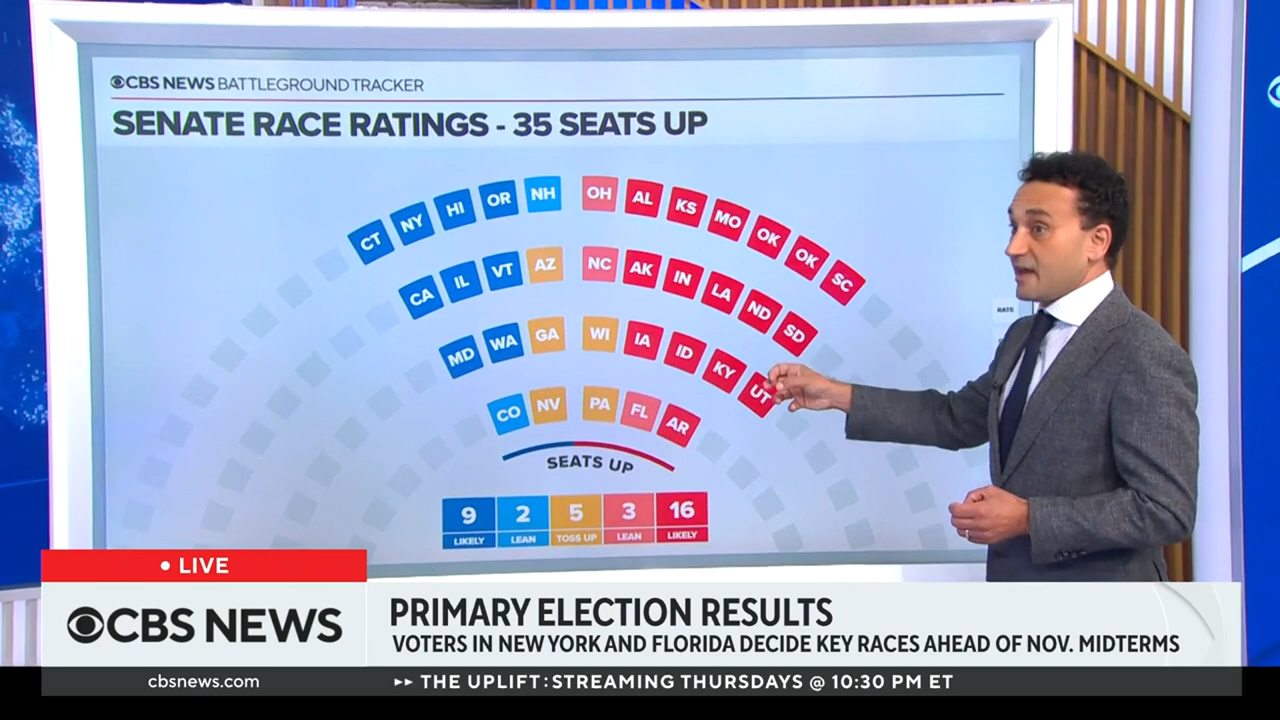 CBS NEWS BATTLEGROUND TRACKER
SENATE RACE RATINGS - 35 SEATS UP
CT NY HI OR NH OH AL KS MO OK OK SC
CA IL VT AZ NC AK IN LA ND SD
MD WA GA WI IA ID KY UT
CO NV PA FL AR
SEATS UP
9 2 5 3 16
LIKELY LEAN TOSS UP LEAN LIKELY
RATE
• LIVE
CBS NEWS
PRIMARY ELECTION RESULTS
VOTERS IN NEW YORK AND FLORIDA DECIDE KEY RACES AHEAD OF NOV. MIDTERMS
cbsnews.com
►► THE UPLIFT: STREAMING THURSDAYS @ 10:30 PM ET